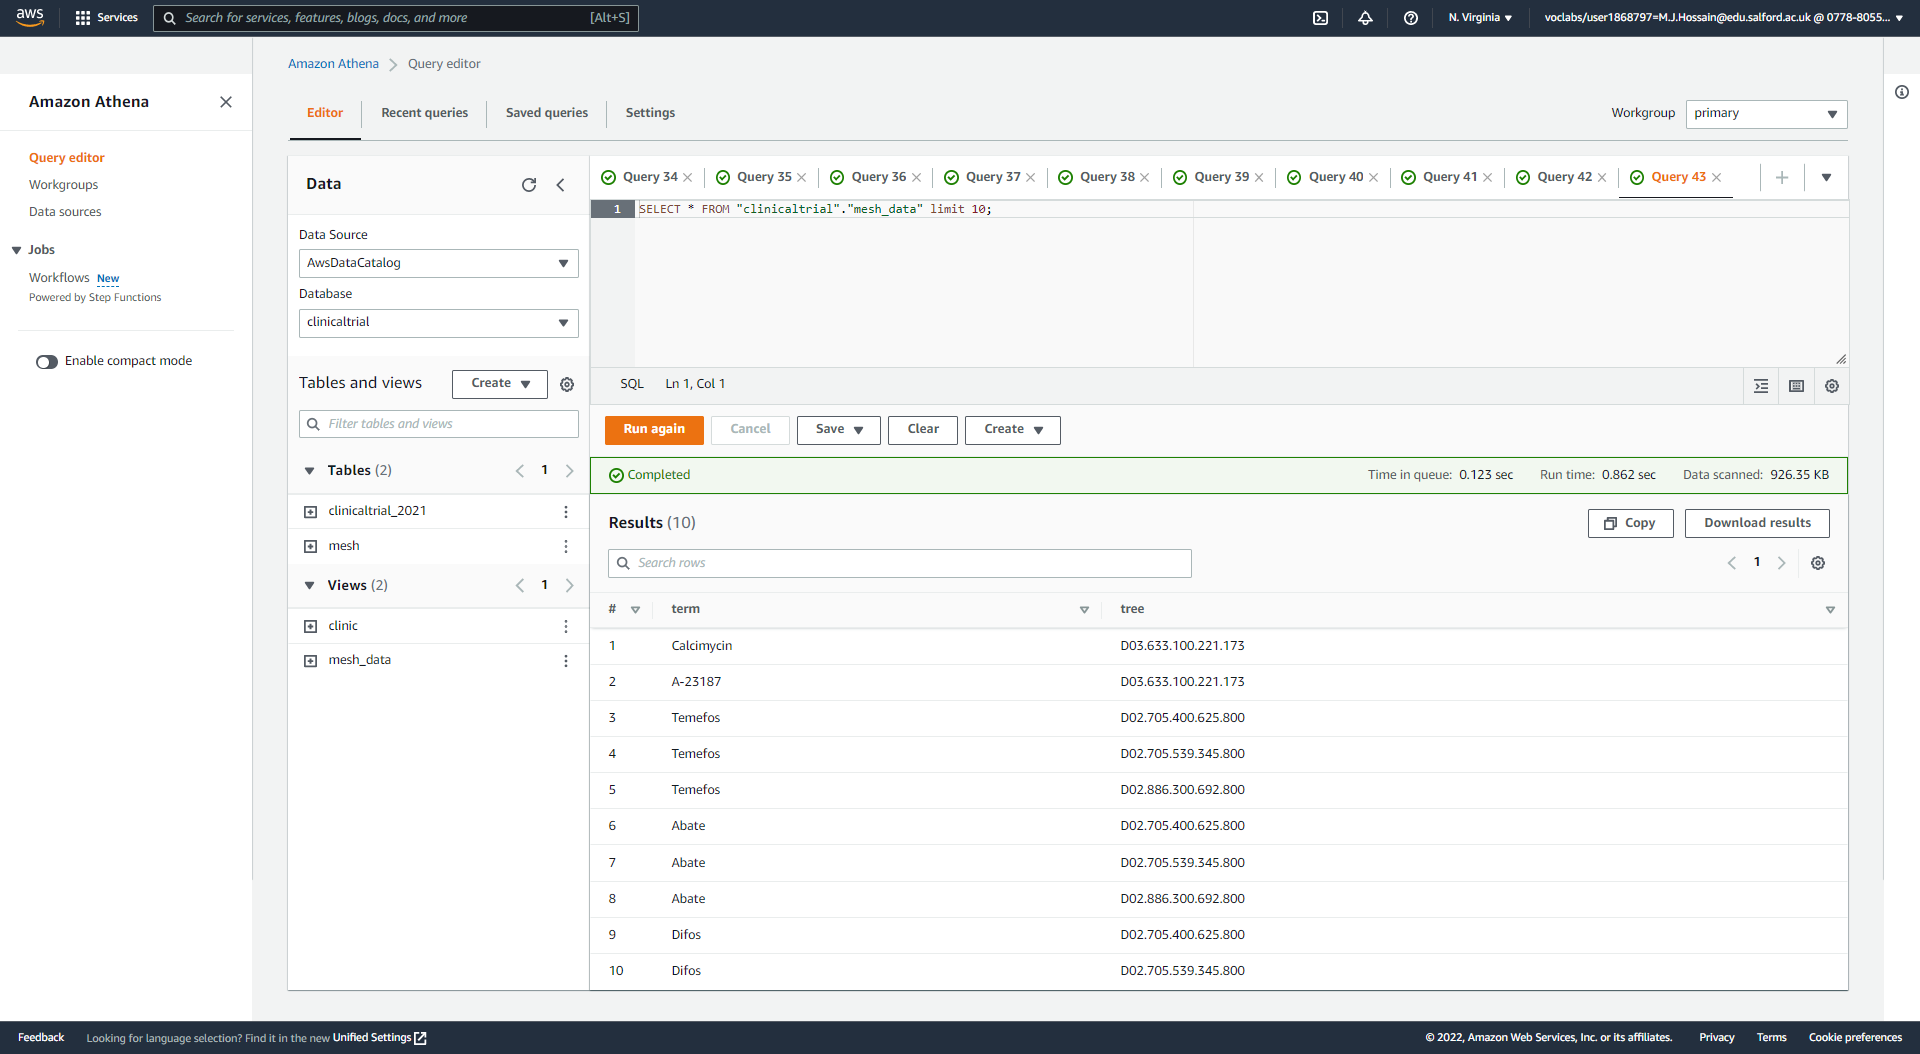 aws Services Search for services, features, blogs, docs, and more [Alt+S] N. Virginia voclabs/user1868797=M.J.Hossain@edu.salford.ac.uk @ 0778-8055...
Amazon Athena Query editor
Amazon Athena
Query editor
Workgroups
Data sources
Jobs
Workflows New
Powered by Step Functions
Enable compact mode
Editor Recent queries Saved queries Settings Workgroup primary
Data
Data Source
AwsDataCatalog
Database
clinicaltrial
Tables and views Create
Filter tables and views
Tables (2) 1
clinicaltrial_2021
mesh
Views (2) 1
clinic
mesh_data
Query 34 Query 35 Query 36 Query 37 Query 38 Query 39 Query 40 Query 41 Query 42 Query 43
1 SELECT * FROM "clinicaltrial"."mesh_data" limit 10;
SQL Ln 1, Col 1
Run again Cancel Save Clear Create
Completed Time in queue: 0.123 sec Run time: 0.862 sec Data scanned: 926.35 KB
Results (10) Copy Download results
Search rows 1
# term tree
1 Calcimycin D03.633.100.221.173
2 A-23187 D03.633.100.221.173
3 Temefos D02.705.400.625.800
4 Temefos D02.705.539.345.800
5 Temefos D02.886.300.692.800
6 Abate D02.705.400.625.800
7 Abate D02.705.539.345.800
8 Abate D02.886.300.692.800
9 Difos D02.705.400.625.800
10 Difos D02.705.539.345.800
Feedback Looking for language selection? Find it in the new Unified Settings © 2022, Amazon Web Services, Inc. or its affiliates. Privacy Terms Cookie preferences